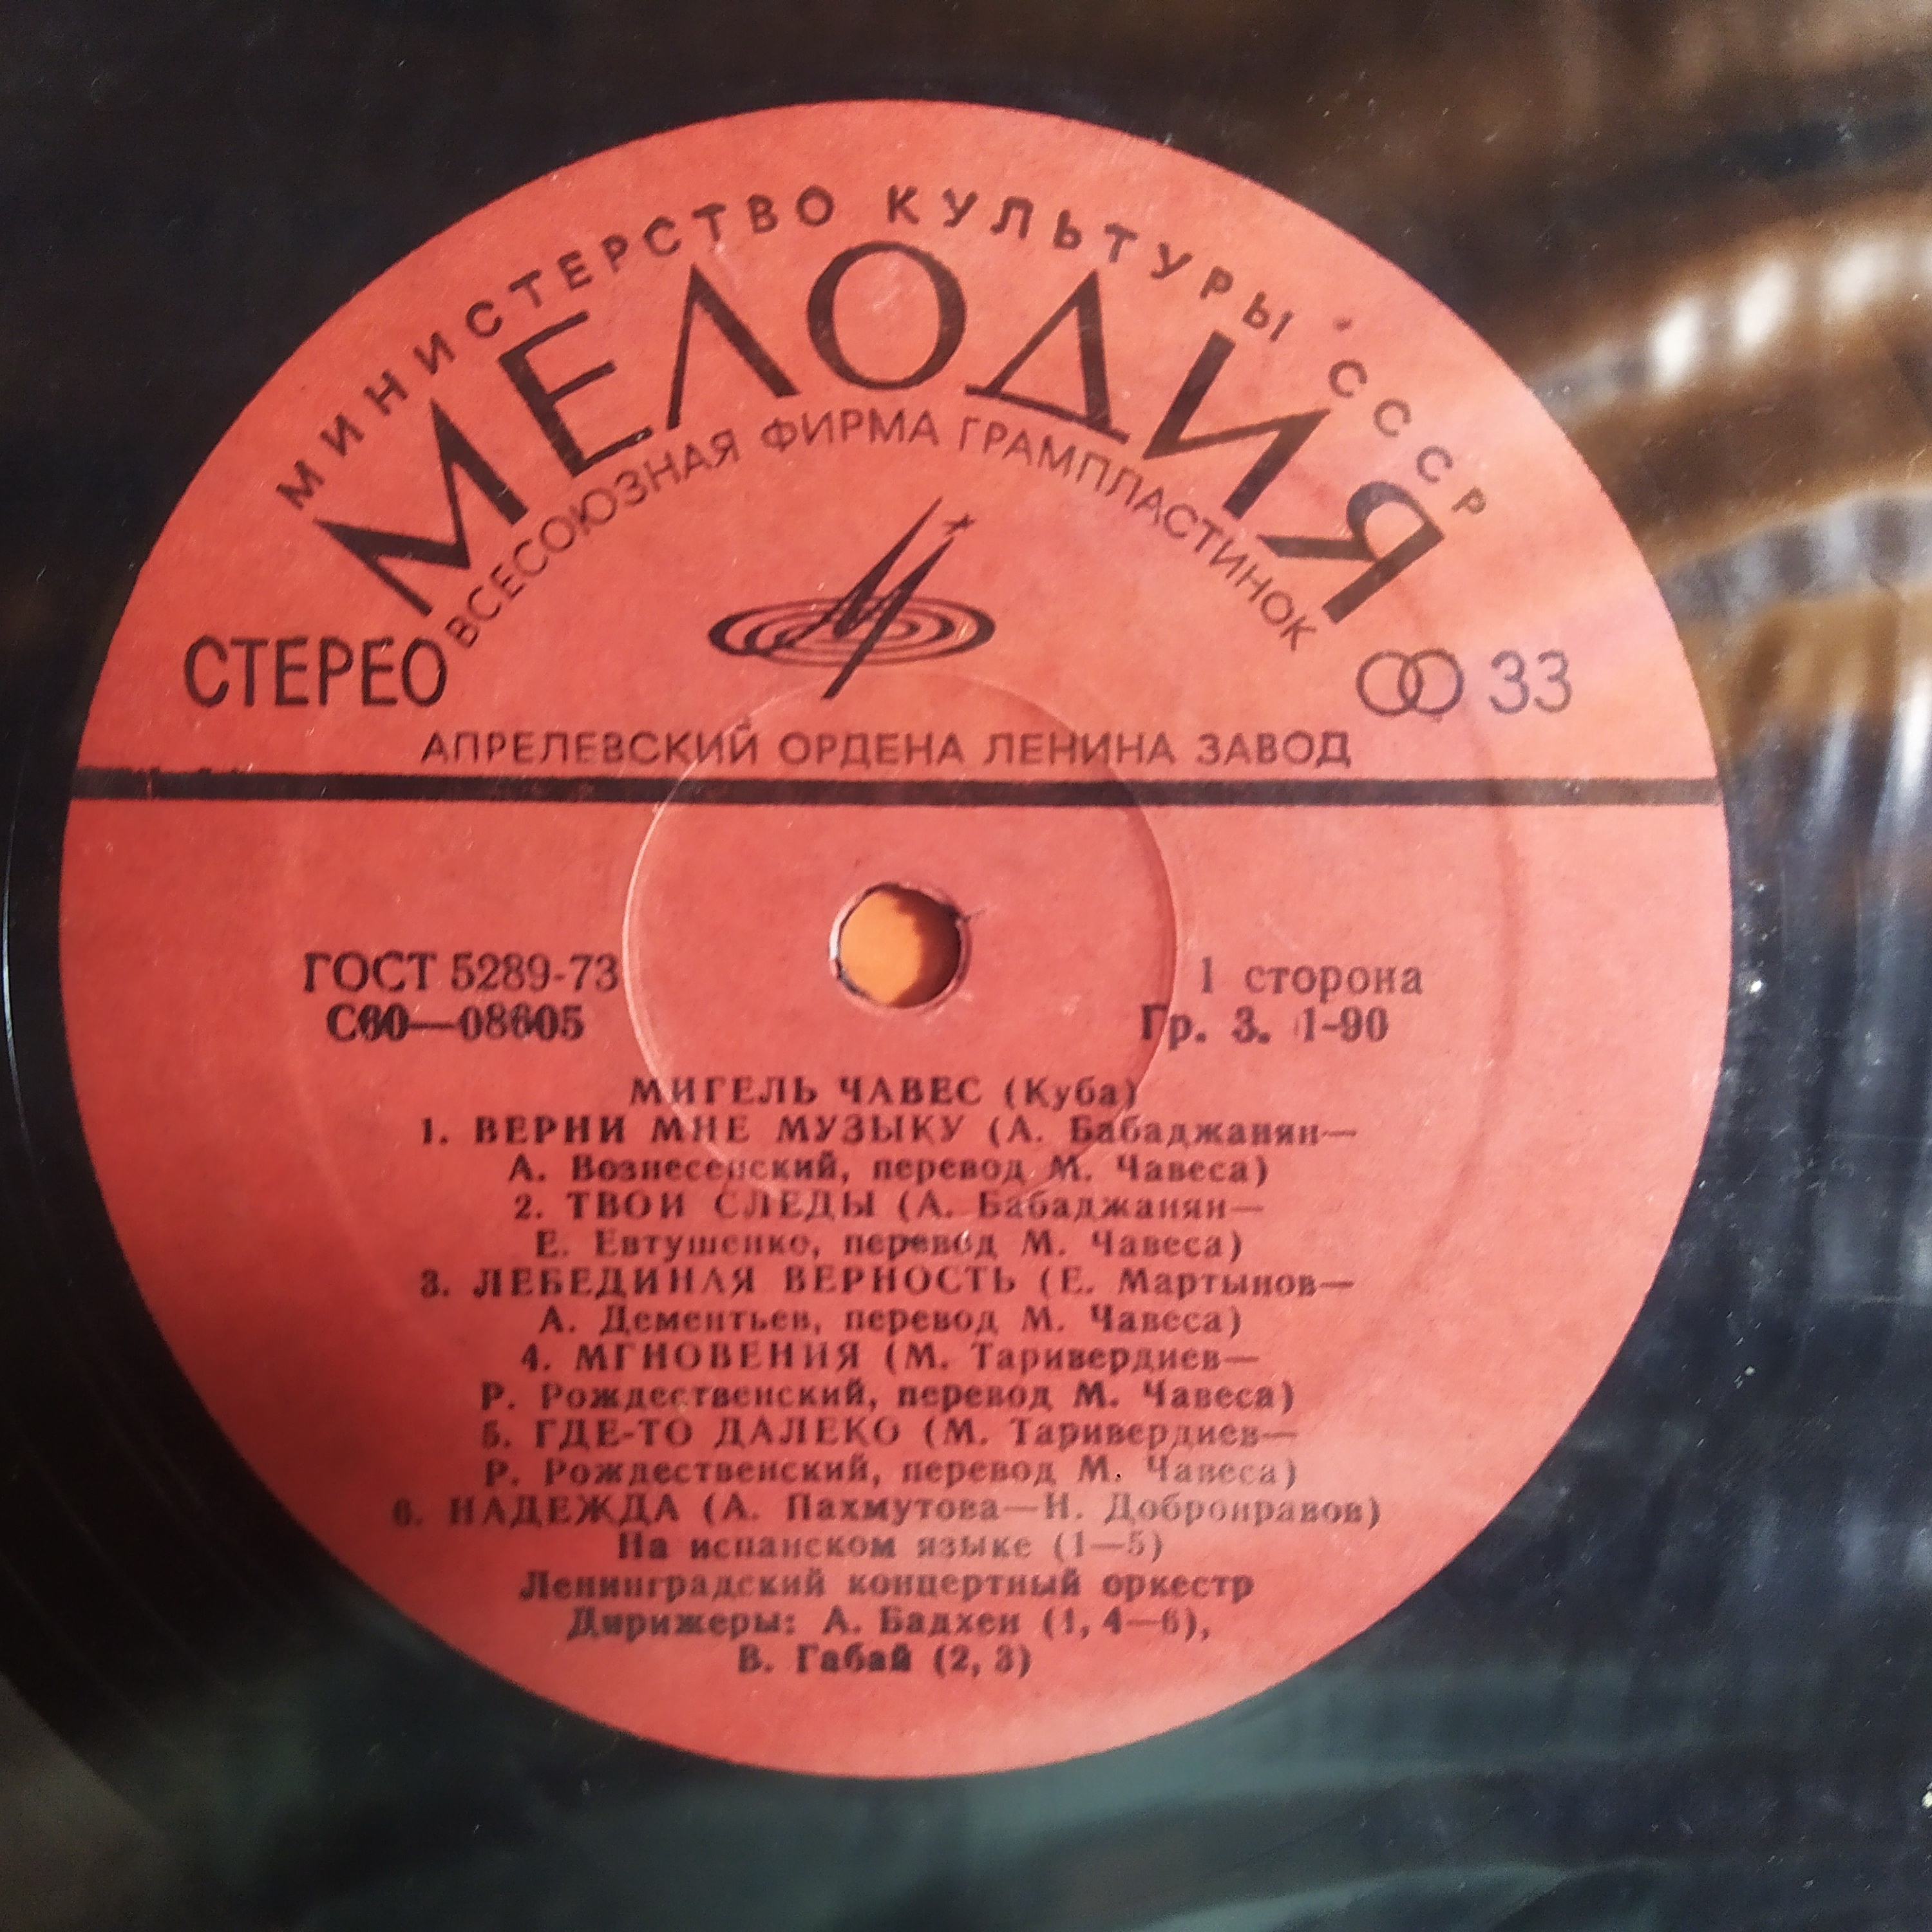 МИНИСТЕРСТВО КУЛЬТУРЫ СССР
МЕЛОДИЯ
ВСЕСОЮЗНАЯ ФИРМА ГРАМПЛАСТИНОК
СТЕРЕО
33
АПРЕЛЕВСКИЙ ОРДЕНА ЛЕНИНА ЗАВОД
ГОСТ 5289-73
1 сторона
С60—08605
Гр. 3. 1-90
МИГЕЛЬ ЧАВЕС (Куба)
1. ВЕРНИ МНЕ МУЗЫКУ (А. Бабаджанян—
А. Вознесенский, перевод М. Чавеса)
2. ТВОИ СЛЕДЫ (А. Бабаджанян—
Е. Евтушенко, перевод М. Чавеса)
3. ЛЕБЕДИНАЯ ВЕРНОСТЬ (Е. Мартынов—
А. Дементьев, перевод М. Чавеса)
4. МГНОВЕНИЯ (М. Таривердиев—
Р. Рождественский, перевод М. Чавеса)
5. ГДЕ-ТО ДАЛЕКО (М. Таривердиев—
Р. Рождественский, перевод М. Чавеса)
6. НАДЕЖДА (А. Пахмутова—Н. Добронравов)
На испанском языке (1—5)
Ленинградский концертный оркестр
Дирижеры: А. Бадхен (1, 4—6),
В. Габай (2, 3)